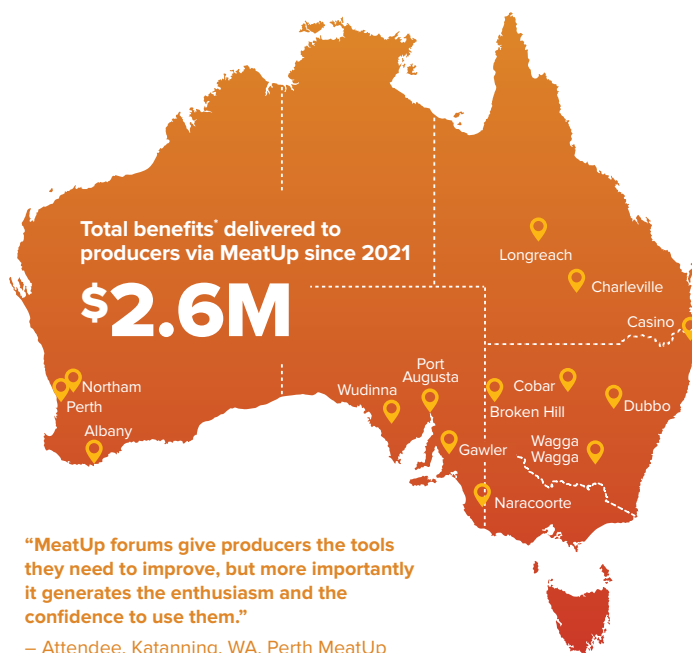 Total benefits* delivered to
producers via MeatUp since 2021
$2.6M
Longreach
Charleville
Casino
Northam
Perth
Albany
Wudinna
Port
Augusta
Cobar
Broken Hill
Dubbo
Gawler
Wagga
Wagga
Naracoorte
“MeatUp forums give producers the tools
they need to improve, but more importantly
it generates the enthusiasm and the
confidence to use them.”
– Attendee, Katanning, WA, Perth MeatUp